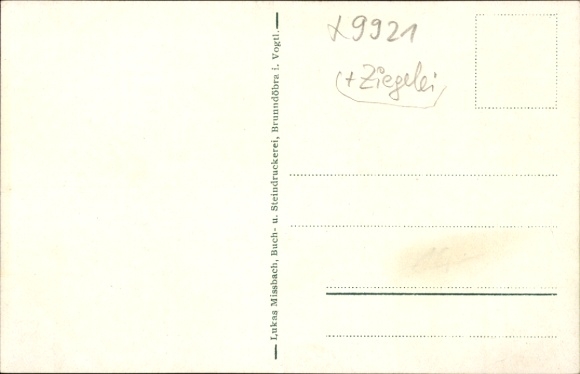 Lukas Missbach, Buch- u. Steindruckerei, Brunndöbra i. Vogtl.
x9921
(+Ziegelei)